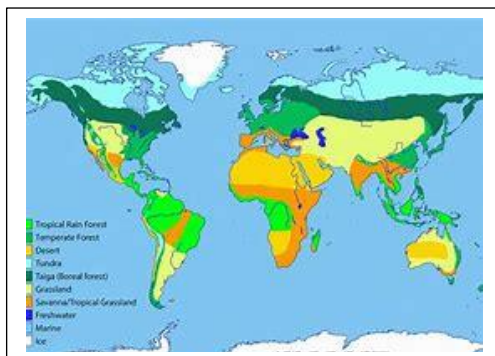 Tropical Rain Forest
Temperate Forest
Desert
Tundra
Taiga (Boreal forest)
Grassland
Savanna/Tropical Grassland
Freshwater
Marine
Ice